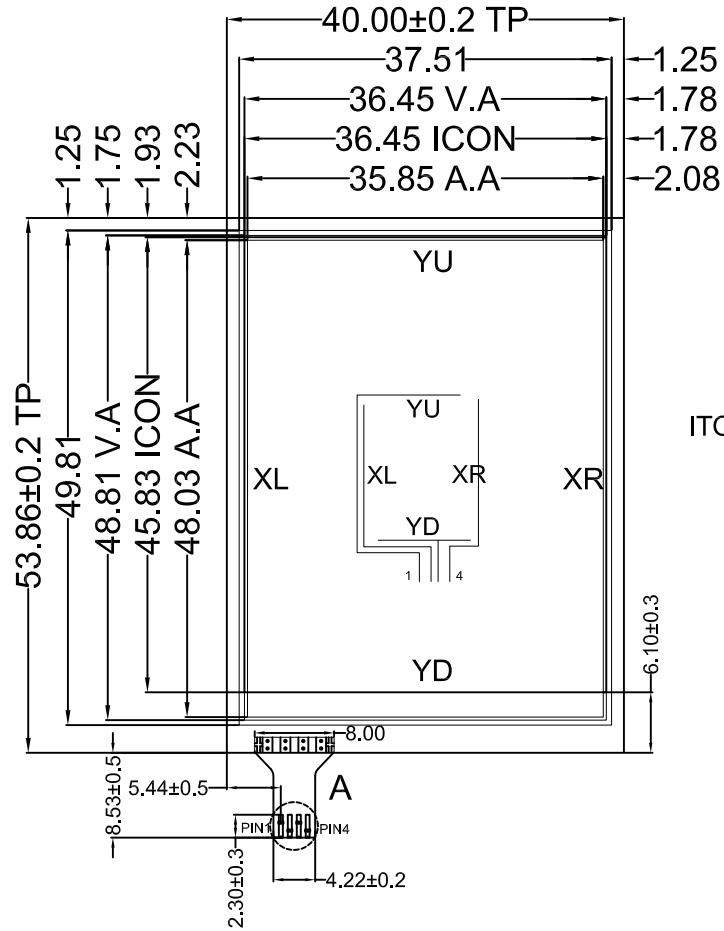 40.00±0.2 TP
37.51
1.25
36.45 V.A
1.78
36.45 ICON
1.78
35.85 A.A
2.08
1.25
1.75
1.93
2.23
YU
53.86±0.2 TP
49.81
48.81 V.A
45.83 ICON
48.03 A.A
YU
XL
XL
XR
XR
YD
1
4
ITO
YD
6.10±0.3
8.00
8.53±0.5
5.44±0.5
A
PIN1
PIN4
2.30±0.3
4.22±0.2